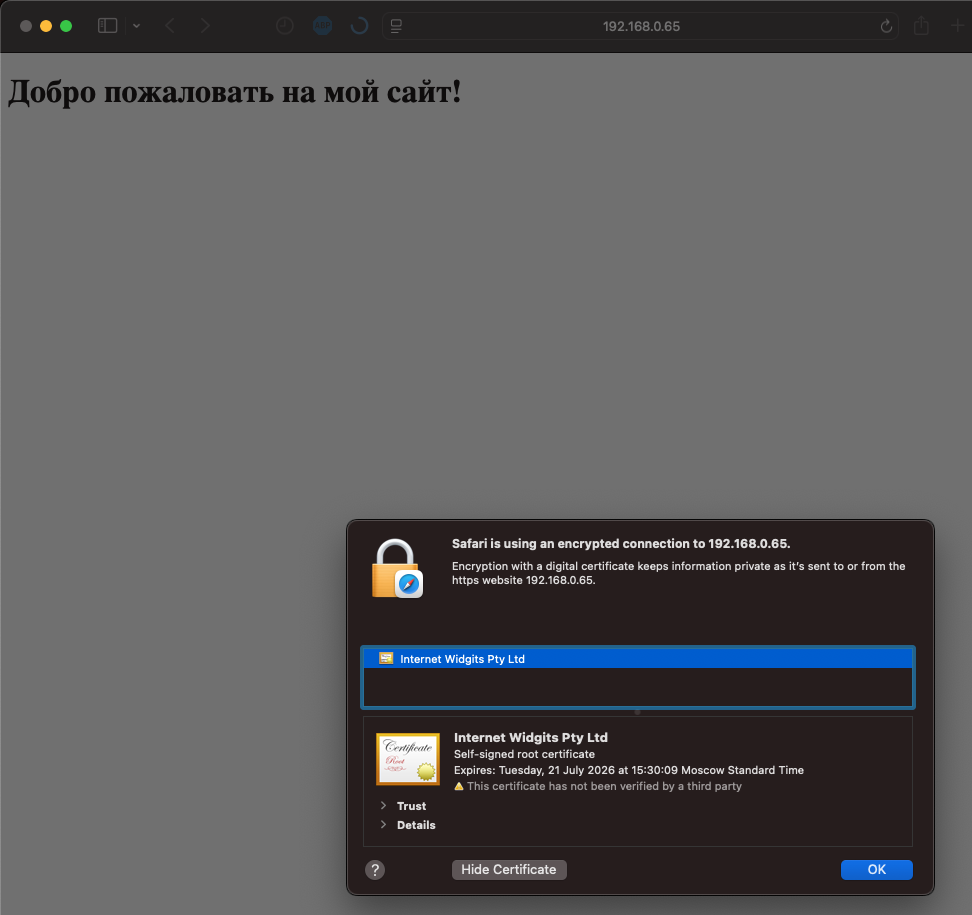 192.168.0.65
Добро пожаловать на мой сайт!
Safari is using an encrypted connection to 192.168.0.65.
Encryption with a digital certificate keeps information private as it’s sent to or from the
https website 192.168.0.65.
Internet Widgits Pty Ltd
Certificate
Root
Internet Widgits Pty Ltd
Self-signed root certificate
Expires: Tuesday, 21 July 2026 at 15:30:09 Moscow Standard Time
This certificate has not been verified by a third party
Trust
Details
?
Hide Certificate
OK